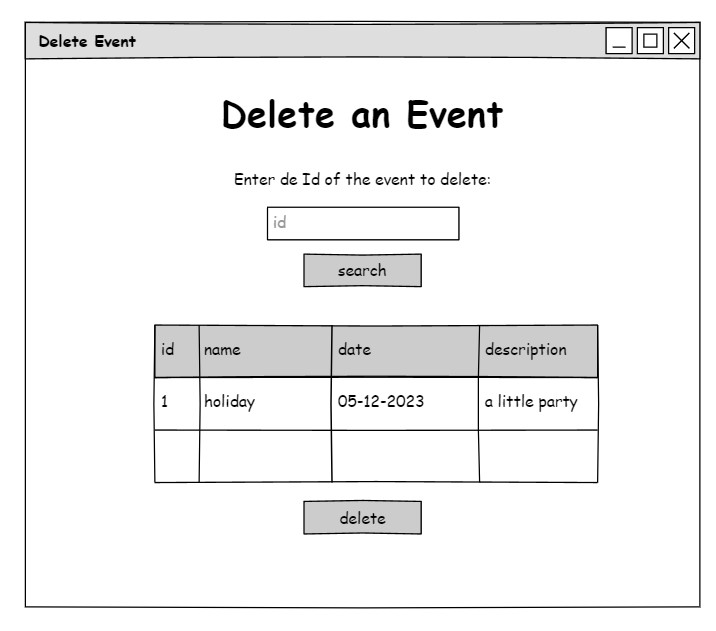 Delete Event
Delete an Event
Enter de Id of the event to delete:
id
search
id name date description
1 holiday 05-12-2023 a little party
delete